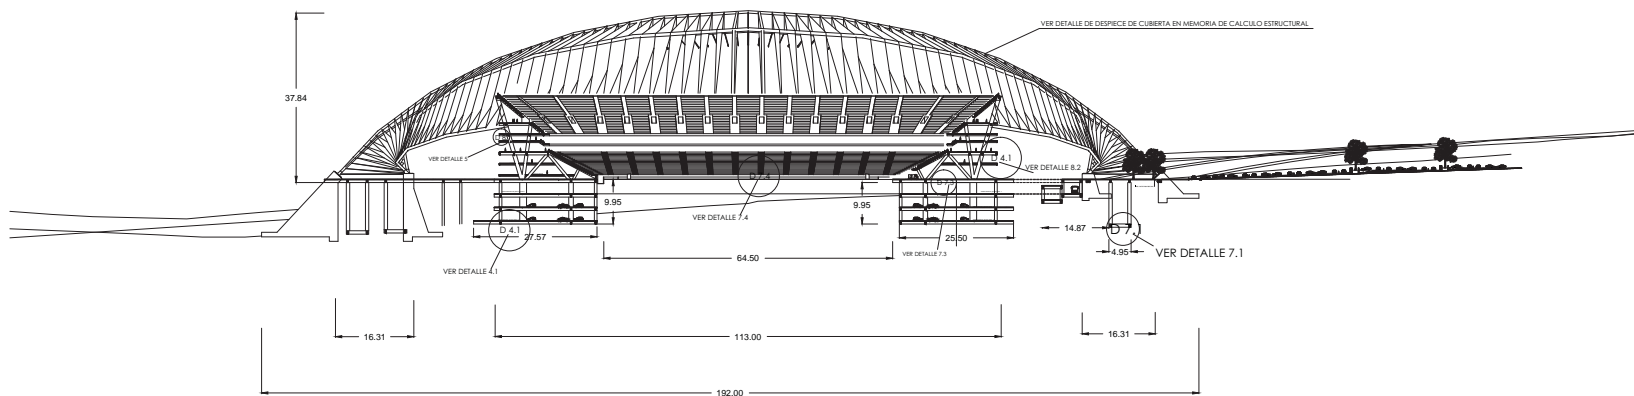 VER DETALLE DE DESPIECE DE CUBIERTA EN MEMORIA DE CALCULO ESTRUCTURAL
37.84
VER DETALLE 5
D 4.1
VER DETALLE 8.2
D 7.4
9.95
9.95
VER DETALLE 7.4
D 4.1
27.57
25.50
14.87
D 7.1
4.95
VER DETALLE 7.1
VER DETALLE 7.3
64.50
VER DETALLE 4.1
16.31
113.00
16.31
192.00